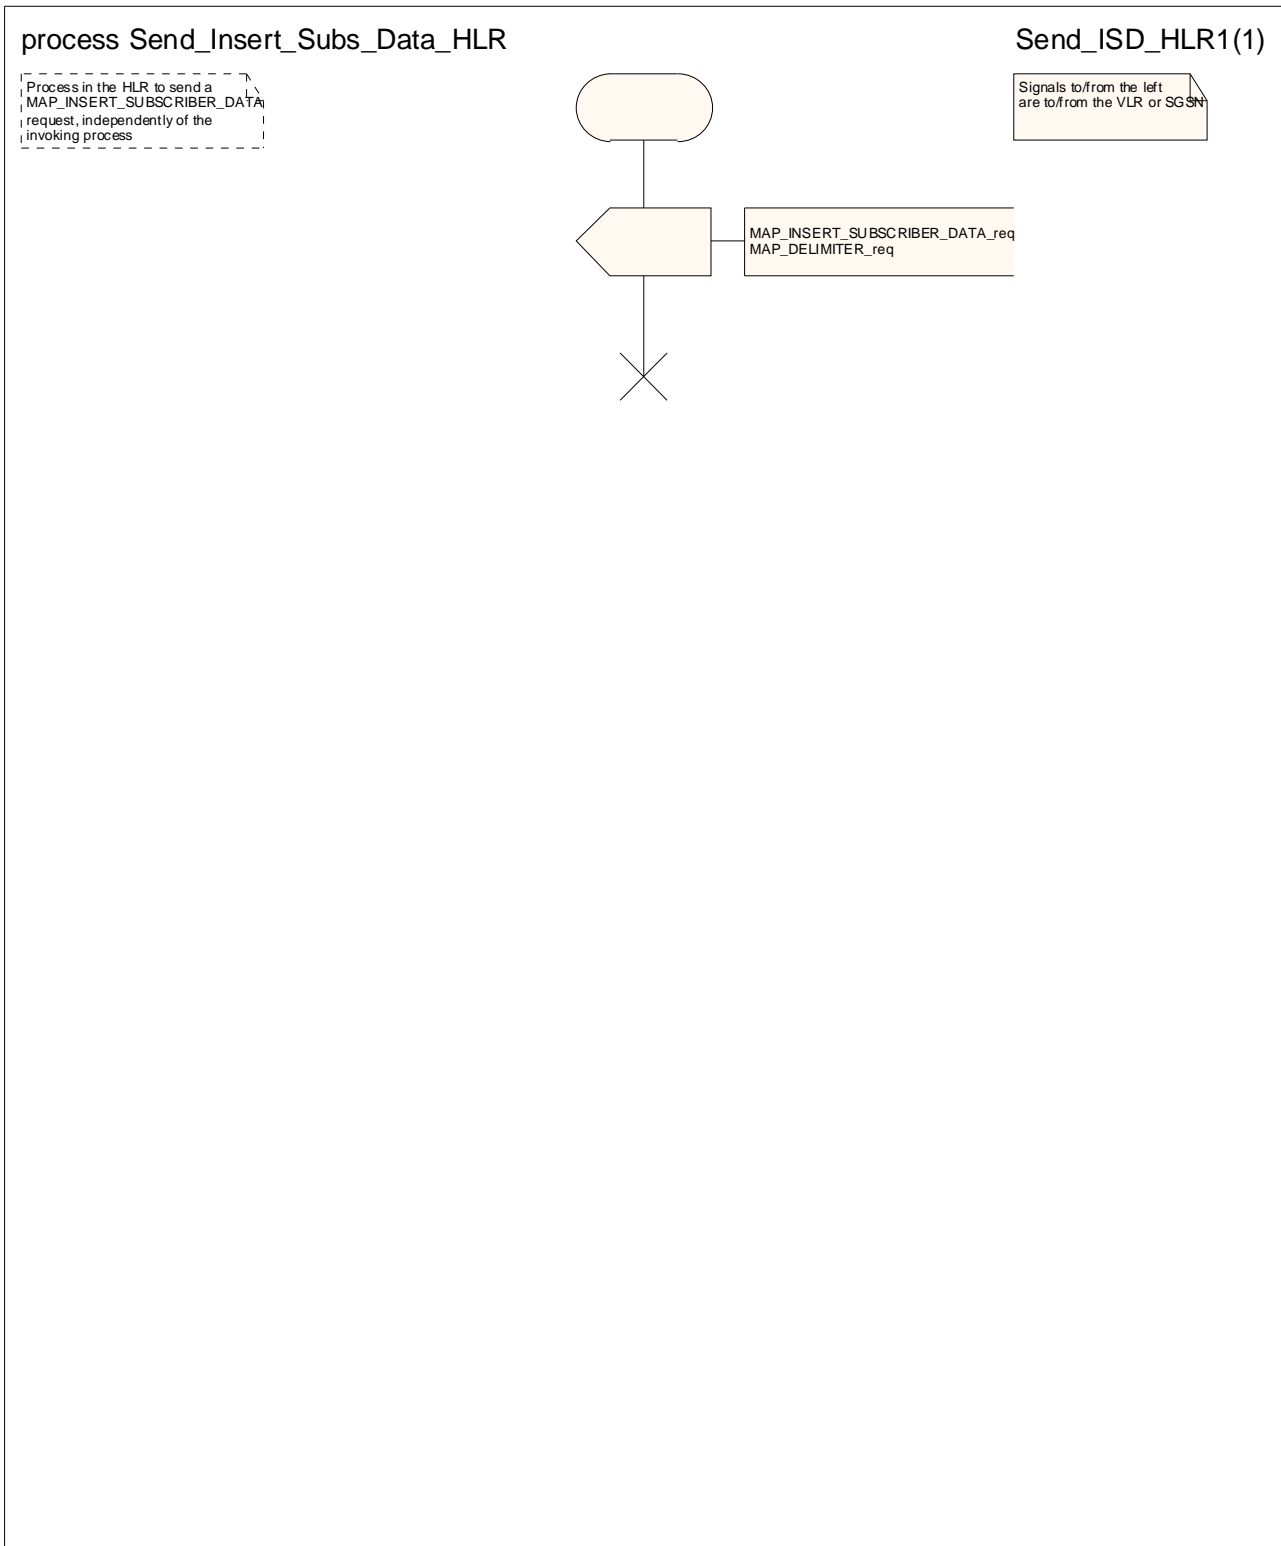 process Send_Insert_Subs_Data_HLR
Send_ISD_HLR1(1)
Process in the HLR to send a
MAP_INSERT_SUBSCRIBER_DATA
request, independently of the
invoking process
Signals to/from the left
are to/from the VLR or SGSN
MAP_INSERT_SUBSCRIBER_DATA_req
MAP_DELIMITER_req